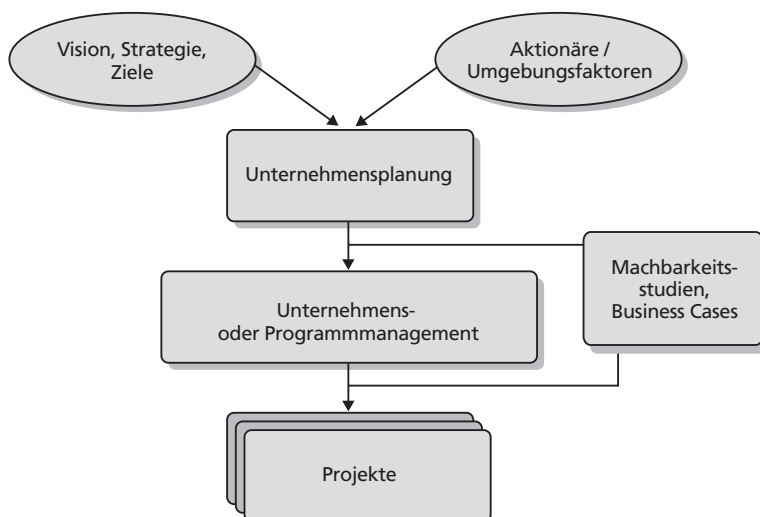 Vision, Strategie,
Ziele
Aktionäre /
Umgebungsfaktoren
Unternehmensplanung
Machbarkeits-
studien,
Business Cases
Unternehmens-
oder Programmmanagement
Projekte